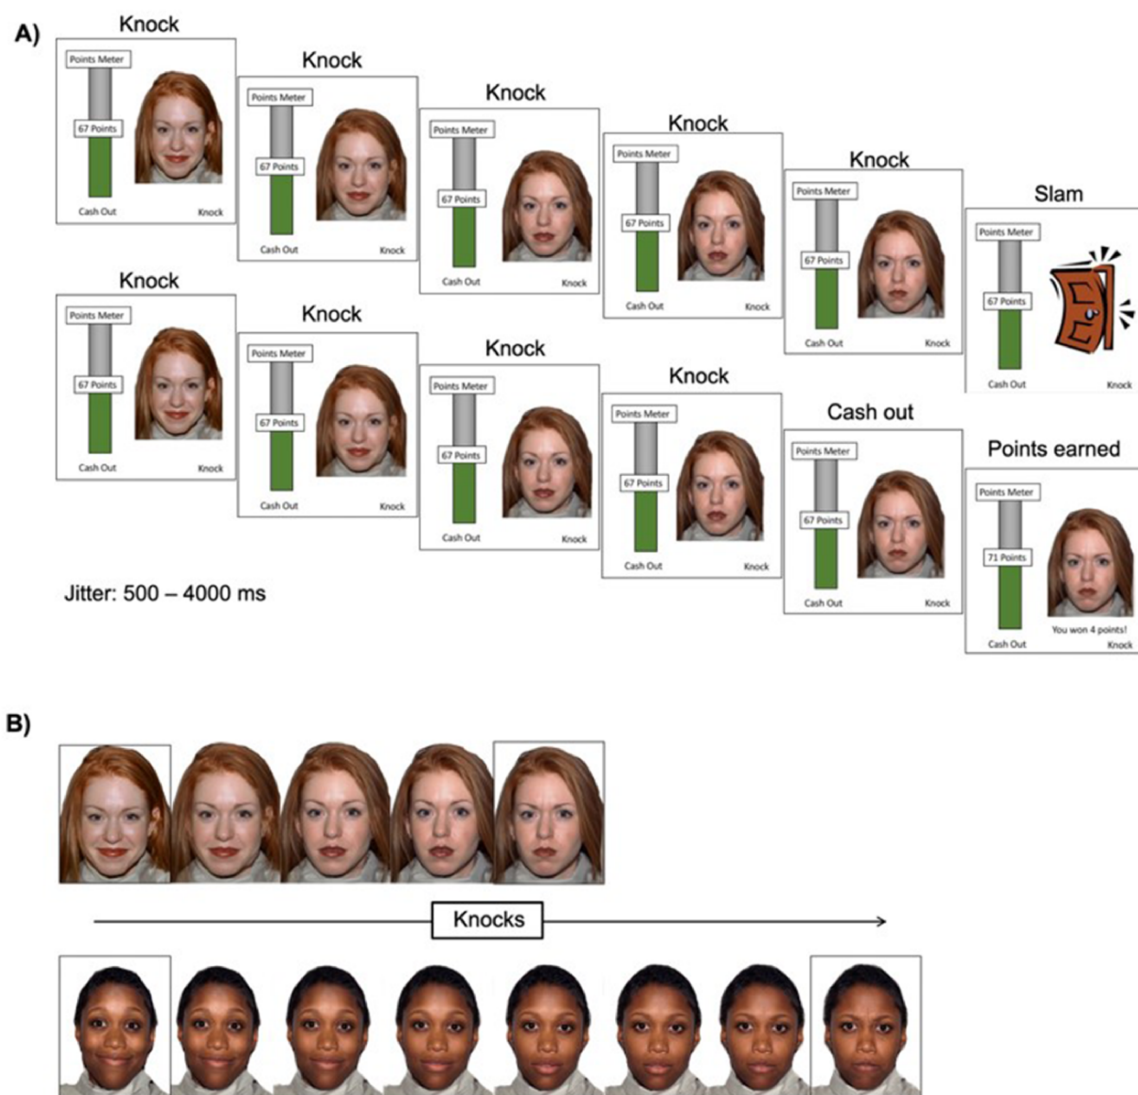 A)
Knock
Points Meter
67 Points
Cash Out
Knock
Knock
Points Meter
67 Points
Cash Out
Knock
Knock
Points Meter
67 Points
Cash Out
Knock
Knock
Points Meter
67 Points
Cash Out
Knock
Knock
Points Meter
67 Points
Cash Out
Knock
Slam
Points Meter
67 Points
Cash Out
Knock
Knock
Points Meter
67 Points
Cash Out
Knock
Knock
Points Meter
67 Points
Cash Out
Knock
Knock
Points Meter
67 Points
Cash Out
Knock
Knock
Points Meter
67 Points
Cash Out
Knock
Cash out
Points Meter
67 Points
Cash Out
Knock
Points earned
Points Meter
71 Points
You won 4 points!
Cash Out
Knock
Jitter: 500 – 4000 ms
B)
Knocks